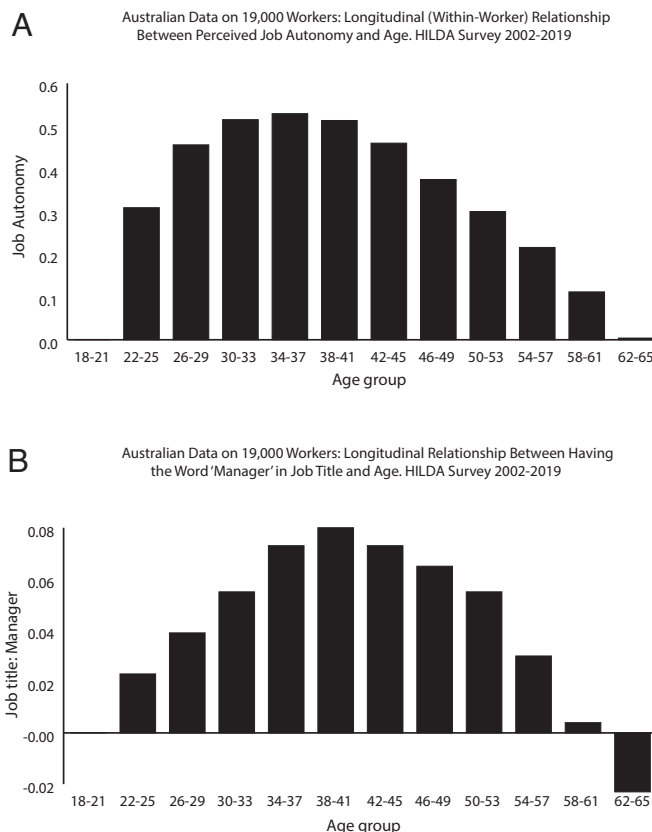 A
Australian Data on 19,000 Workers: Longitudinal (Within-Worker) Relationship
Between Perceived Job Autonomy and Age. HILDA Survey 2002-2019
0.6
0.5
0.4
0.3
0.2
0.1
0.0
Job Autonomy
18-21 22-25 26-29 30-33 34-37 38-41 42-45 46-49 50-53 54-57 58-61 62-65
Age group
B
Australian Data on 19,000 Workers: Longitudinal Relationship Between Having
the Word 'Manager' in Job Title and Age. HILDA Survey 2002-2019
0.08
0.06
0.04
0.02
-0.00
-0.02
Job title: Manager
18-21 22-25 26-29 30-33 34-37 38-41 42-45 46-49 50-53 54-57 58-61 62-65
Age group